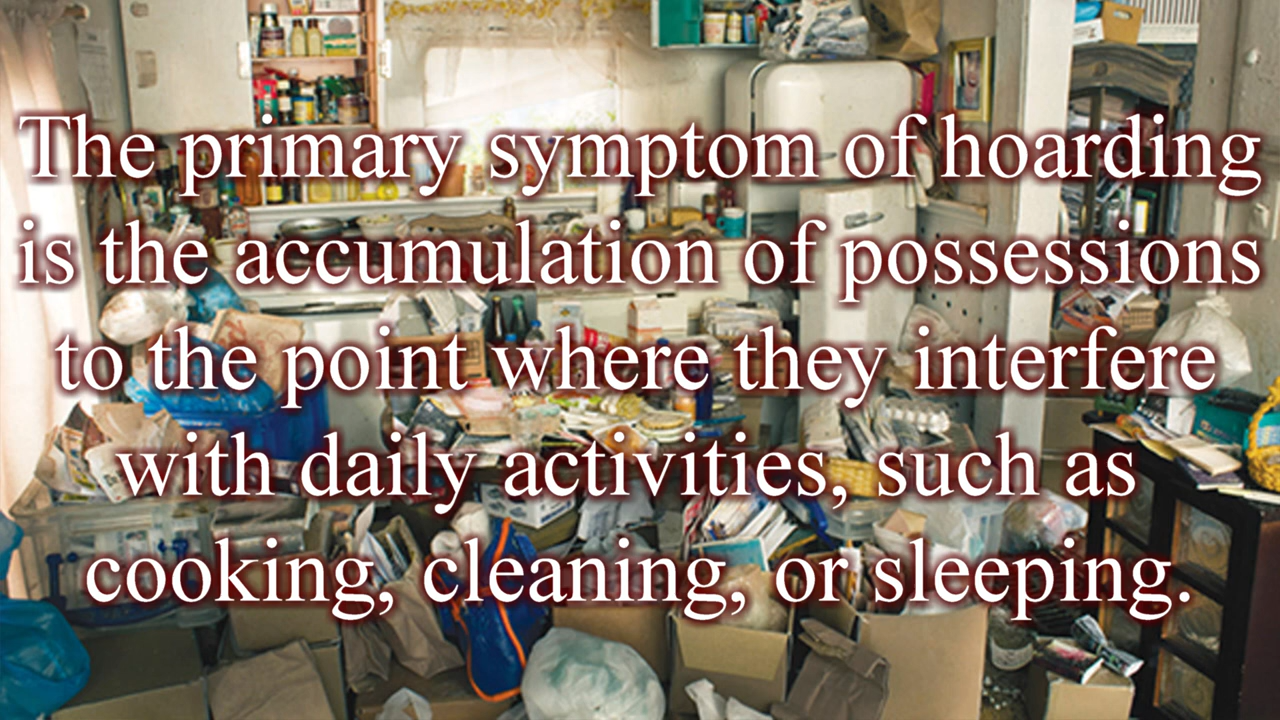 The primary symptom of hoarding
is the accumulation of possessions
to the point where they interfere
with daily activities, such as
cooking, cleaning, or sleeping.